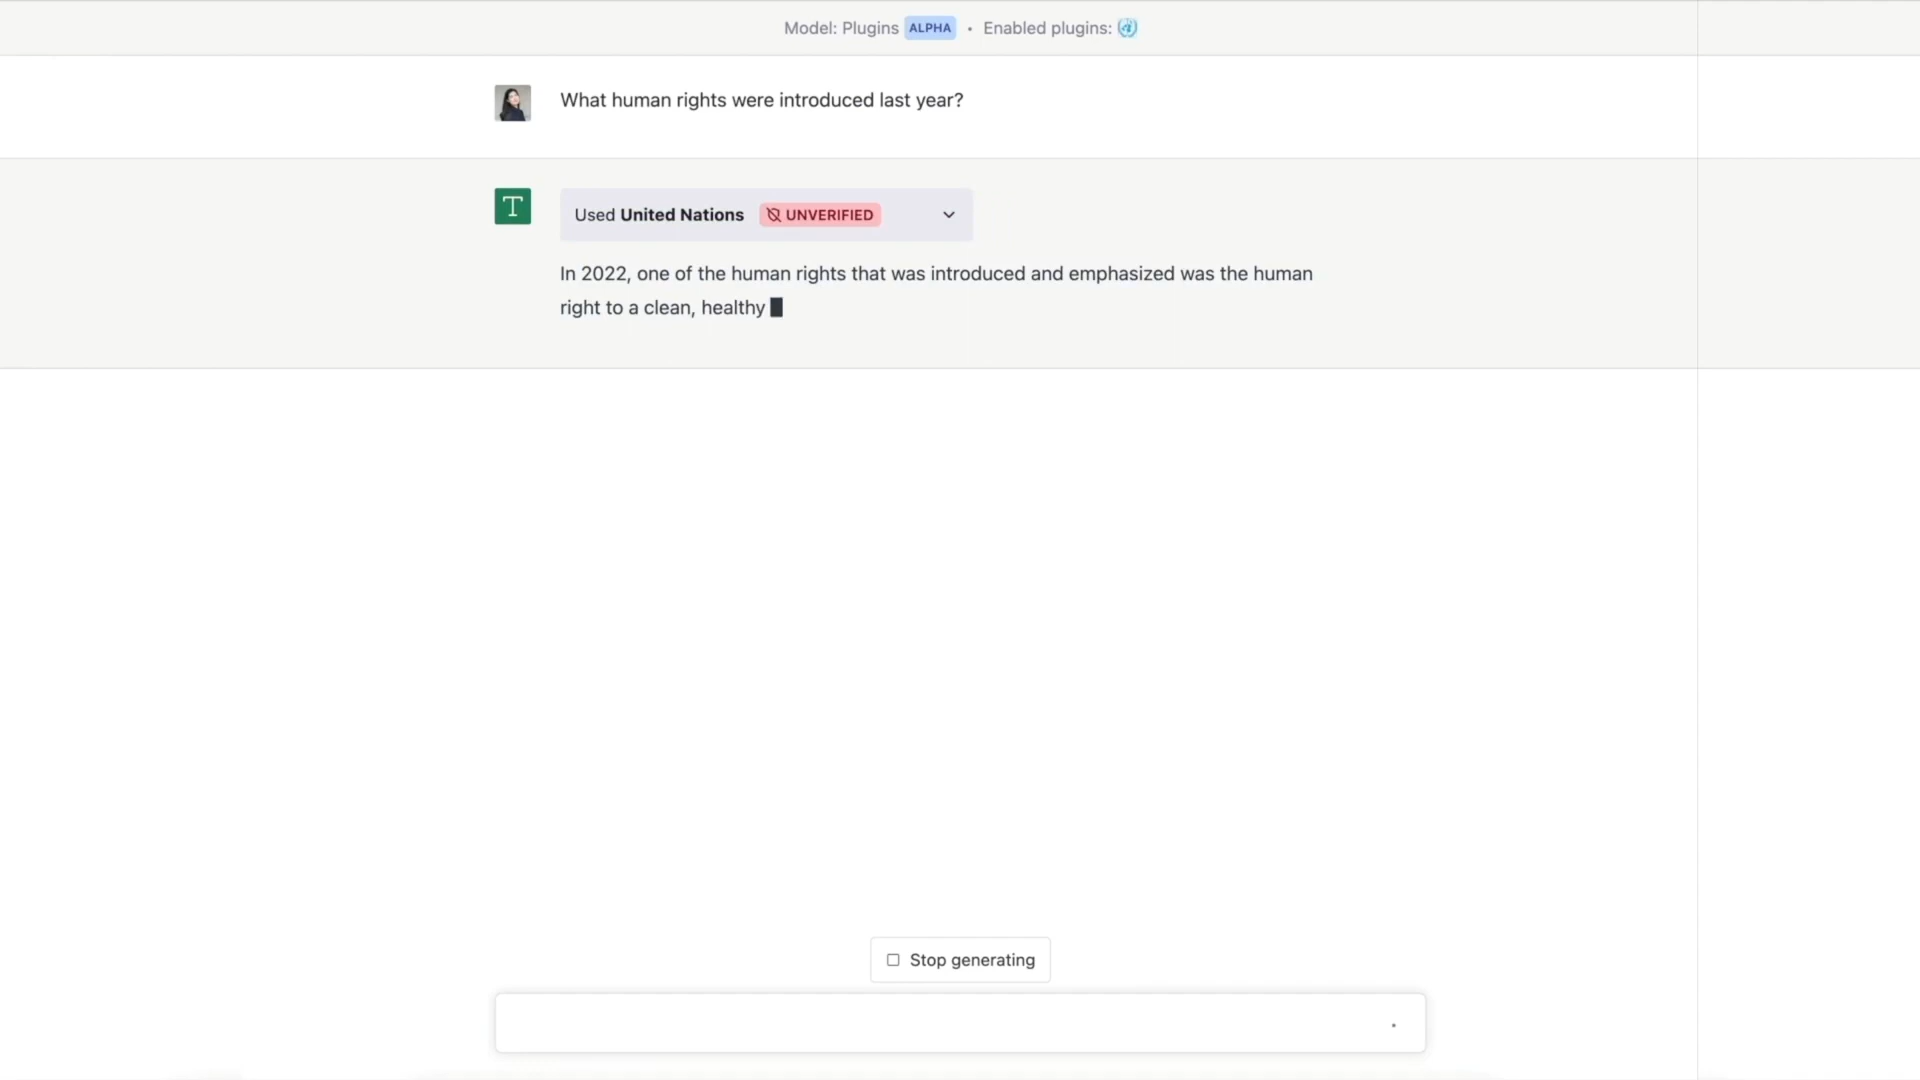 Model: Plugins ALPHA • Enabled plugins:
What human rights were introduced last year?
T
Used United Nations UNVERIFIED
In 2022, one of the human rights that was introduced and emphasized was the human
right to a clean, healthy
Stop generating